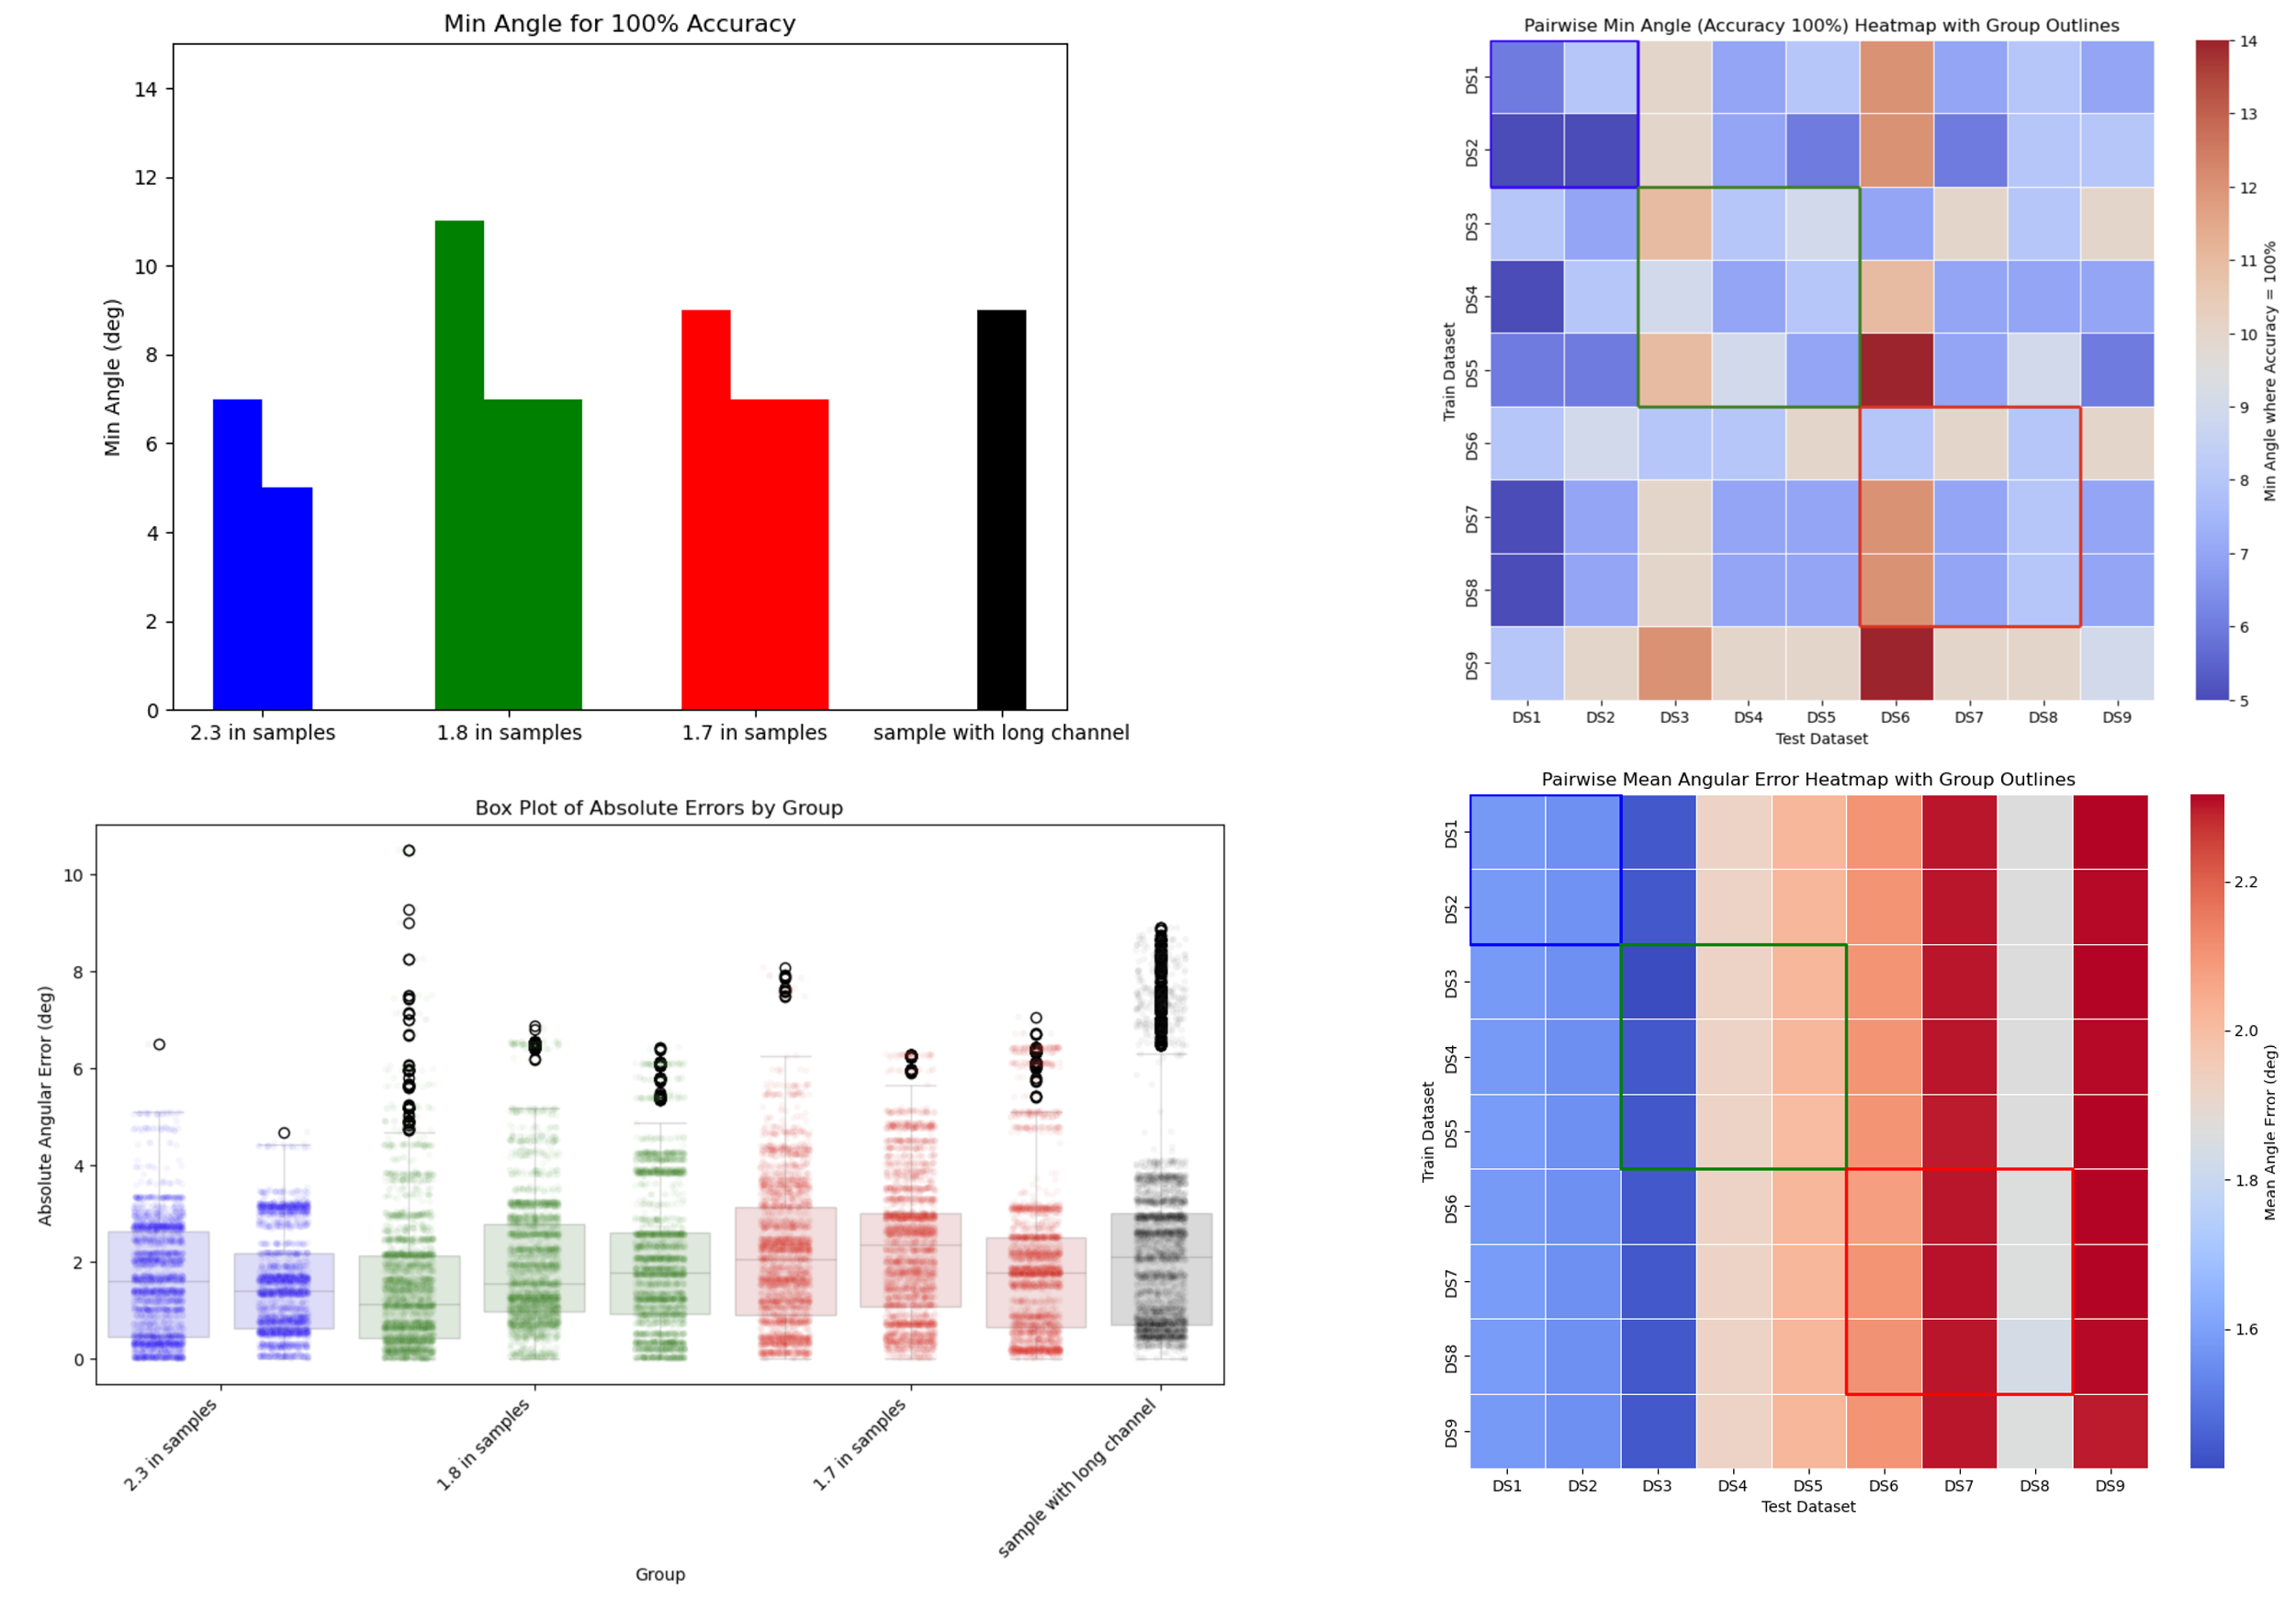 Min Angle for 100% Accuracy
Min Angle (deg)
14
12
10
8
6
4
2
0
2.3 in samples
1.8 in samples
1.7 in samples
sample with long channel
Pairwise Min Angle (Accuracy 100%) Heatmap with Group Outlines
Train Dataset
DS1
DS2
DS3
DS4
DS5
DS6
DS7
DS8
DS9
DS1
DS2
DS3
DS4
DS5
DS6
DS7
DS8
DS9
Test Dataset
14
13
12
11
10
9
8
7
6
5
Min Angle where Accuracy = 100%
Box Plot of Absolute Errors by Group
Absolute Angular Error (deg)
10
8
6
4
2
0
2.3 in samples
1.8 in samples
1.7 in samples
sample with long channel
Group
Pairwise Mean Angular Error Heatmap with Group Outlines
Train Dataset
DS1
DS2
DS3
DS4
DS5
DS6
DS7
DS8
DS9
DS1
DS2
DS3
DS4
DS5
DS6
DS7
DS8
DS9
Test Dataset
2.2
2.0
1.8
1.6
Mean Angle Error (deg)